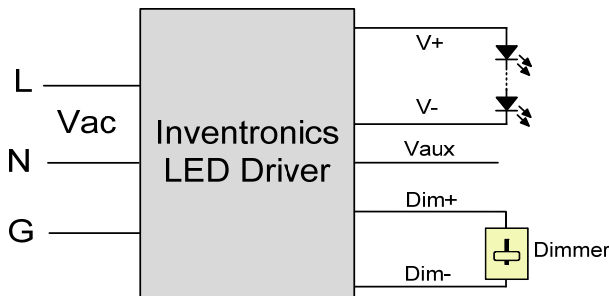 L
Vac
N
G
Inventronics
LED Driver
V+
V-
Vaux
Dim+
Dimmer
Dim-